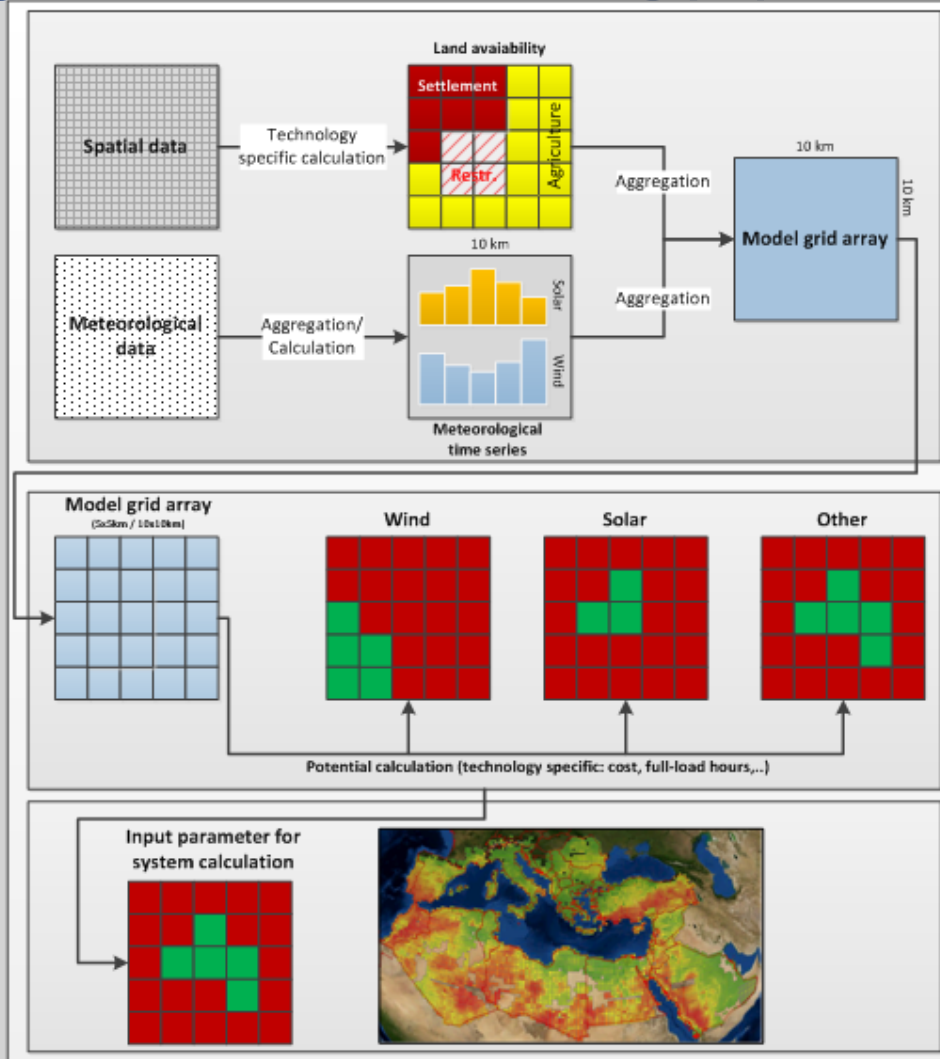 Land avaiability
Settlement
Agriculture
Restr.
Spatial data
Technology
specific calculation
Aggregation
10 km
10 km
Model grid array
10 km
Meteorological
data
Aggregation/
Calculation
Solar
Wind
Aggregation
Meteorological
time series
Model grid array
(5x5km / 10x10km)
Wind
Solar
Other
Potential calculation (technology specific: cost, full-load hours,..)
Input parameter for
system calculation